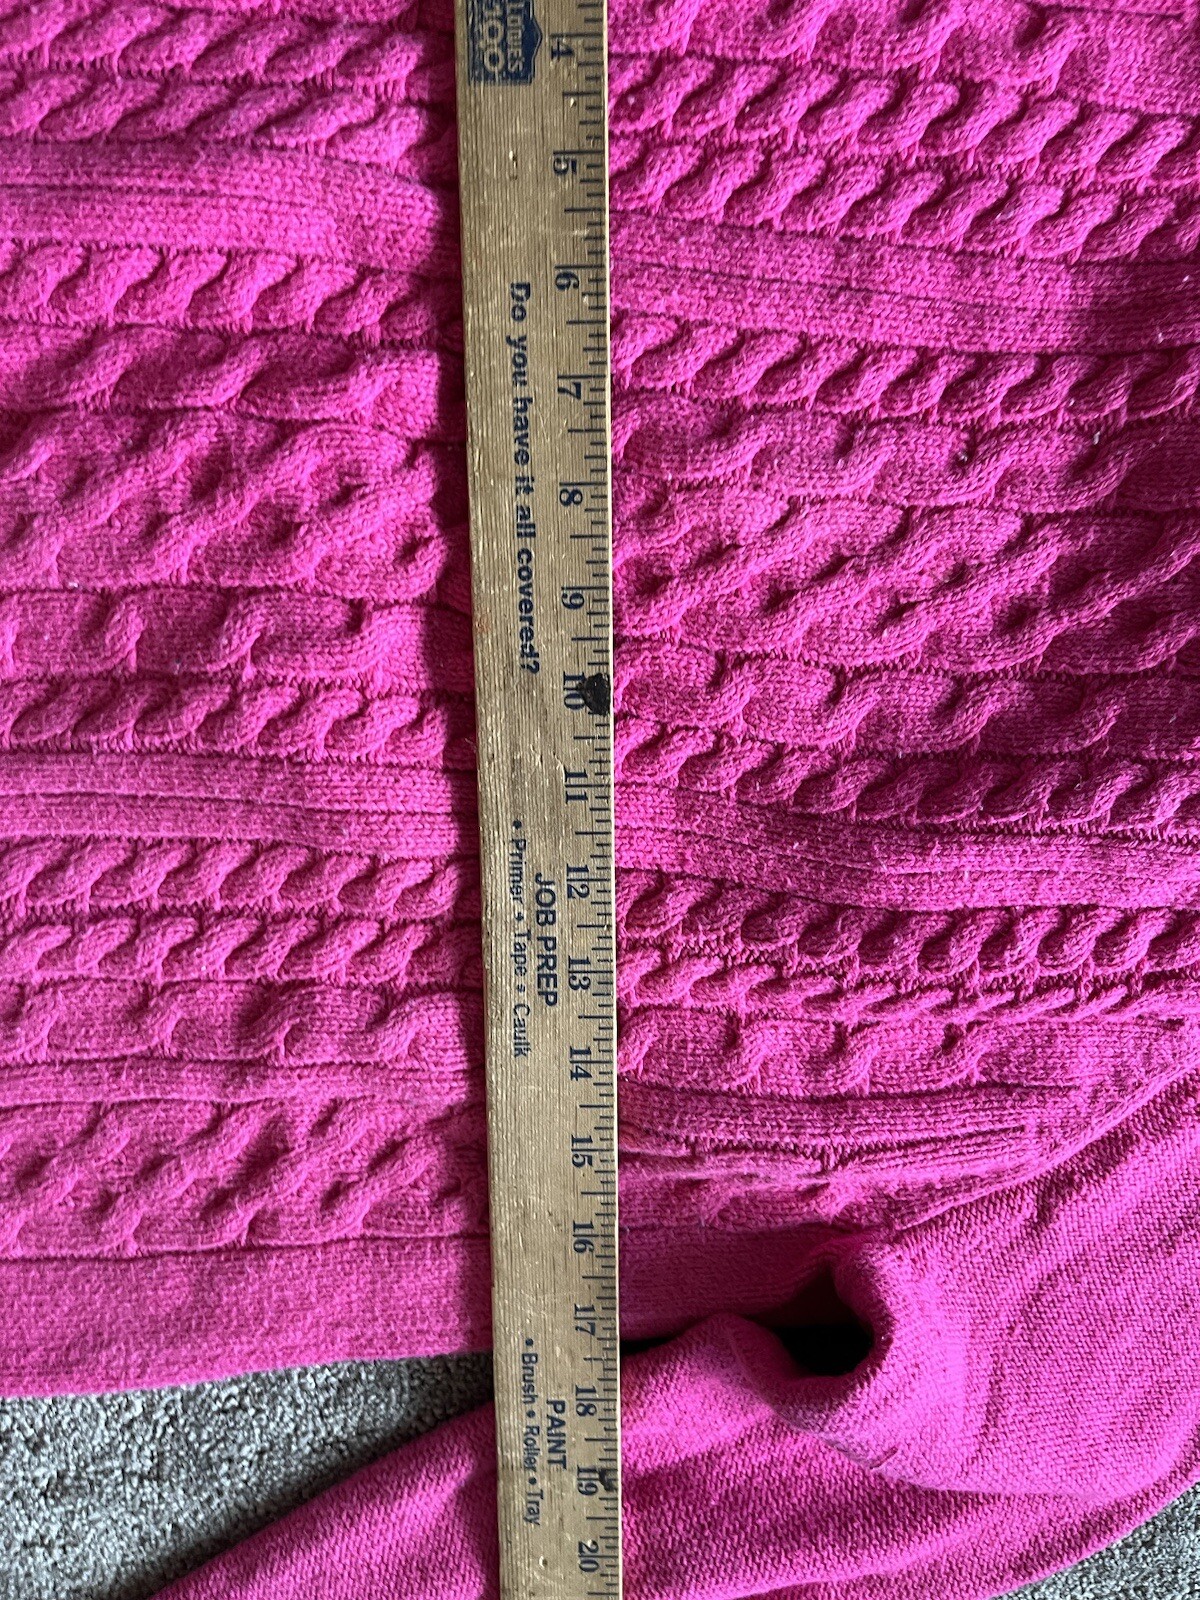 200
4 5 6 7 8 9 10 11 12 13 14 15 16 17 18 19 20
Do you have it all covered?
JOB PREP
• Primer • Tape • Caulk
PAINT
• Brush • Roller • Tray